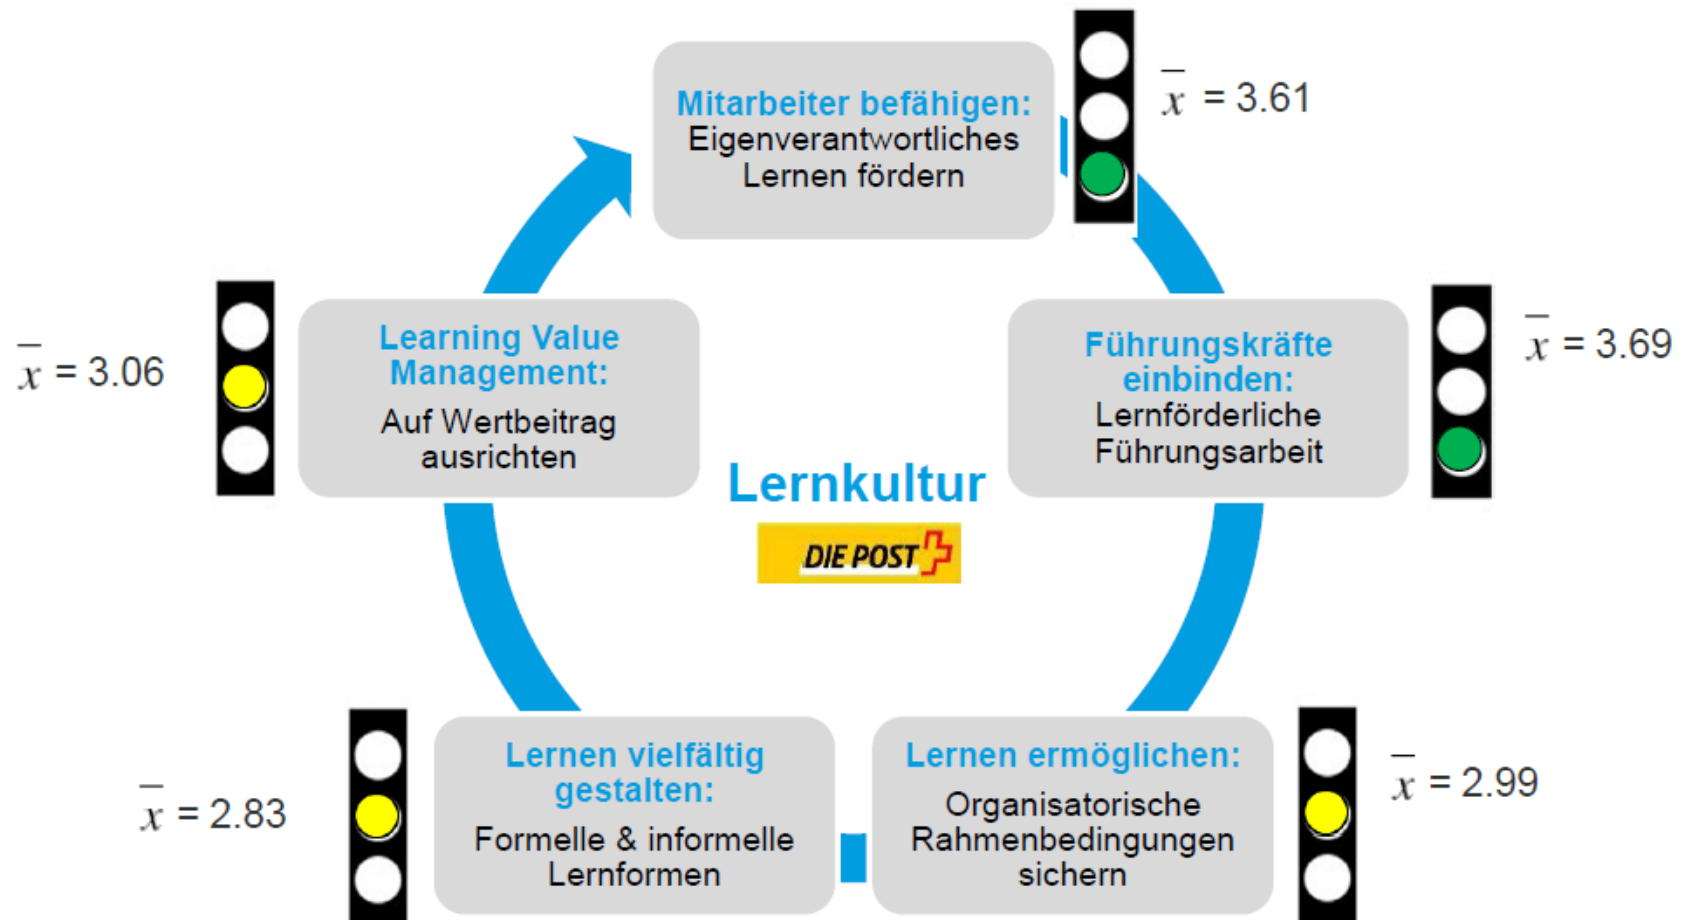 Mitarbeiter befähigen:
Eigenverantwortliches
Lernen fördern
x̄ = 3.61
Führungskräfte
einbinden:
Lernförderliche
Führungsarbeit
x̄ = 3.69
Lernen ermöglichen:
Organisatorische
Rahmenbedingungen
sichern
x̄ = 2.99
Lernen vielfältig
gestalten:
Formelle & informelle
Lernformen
x̄ = 2.83
Learning Value
Management:
Auf Wertbeitrag
ausrichten
x̄ = 3.06
Lernkultur
DIE POST